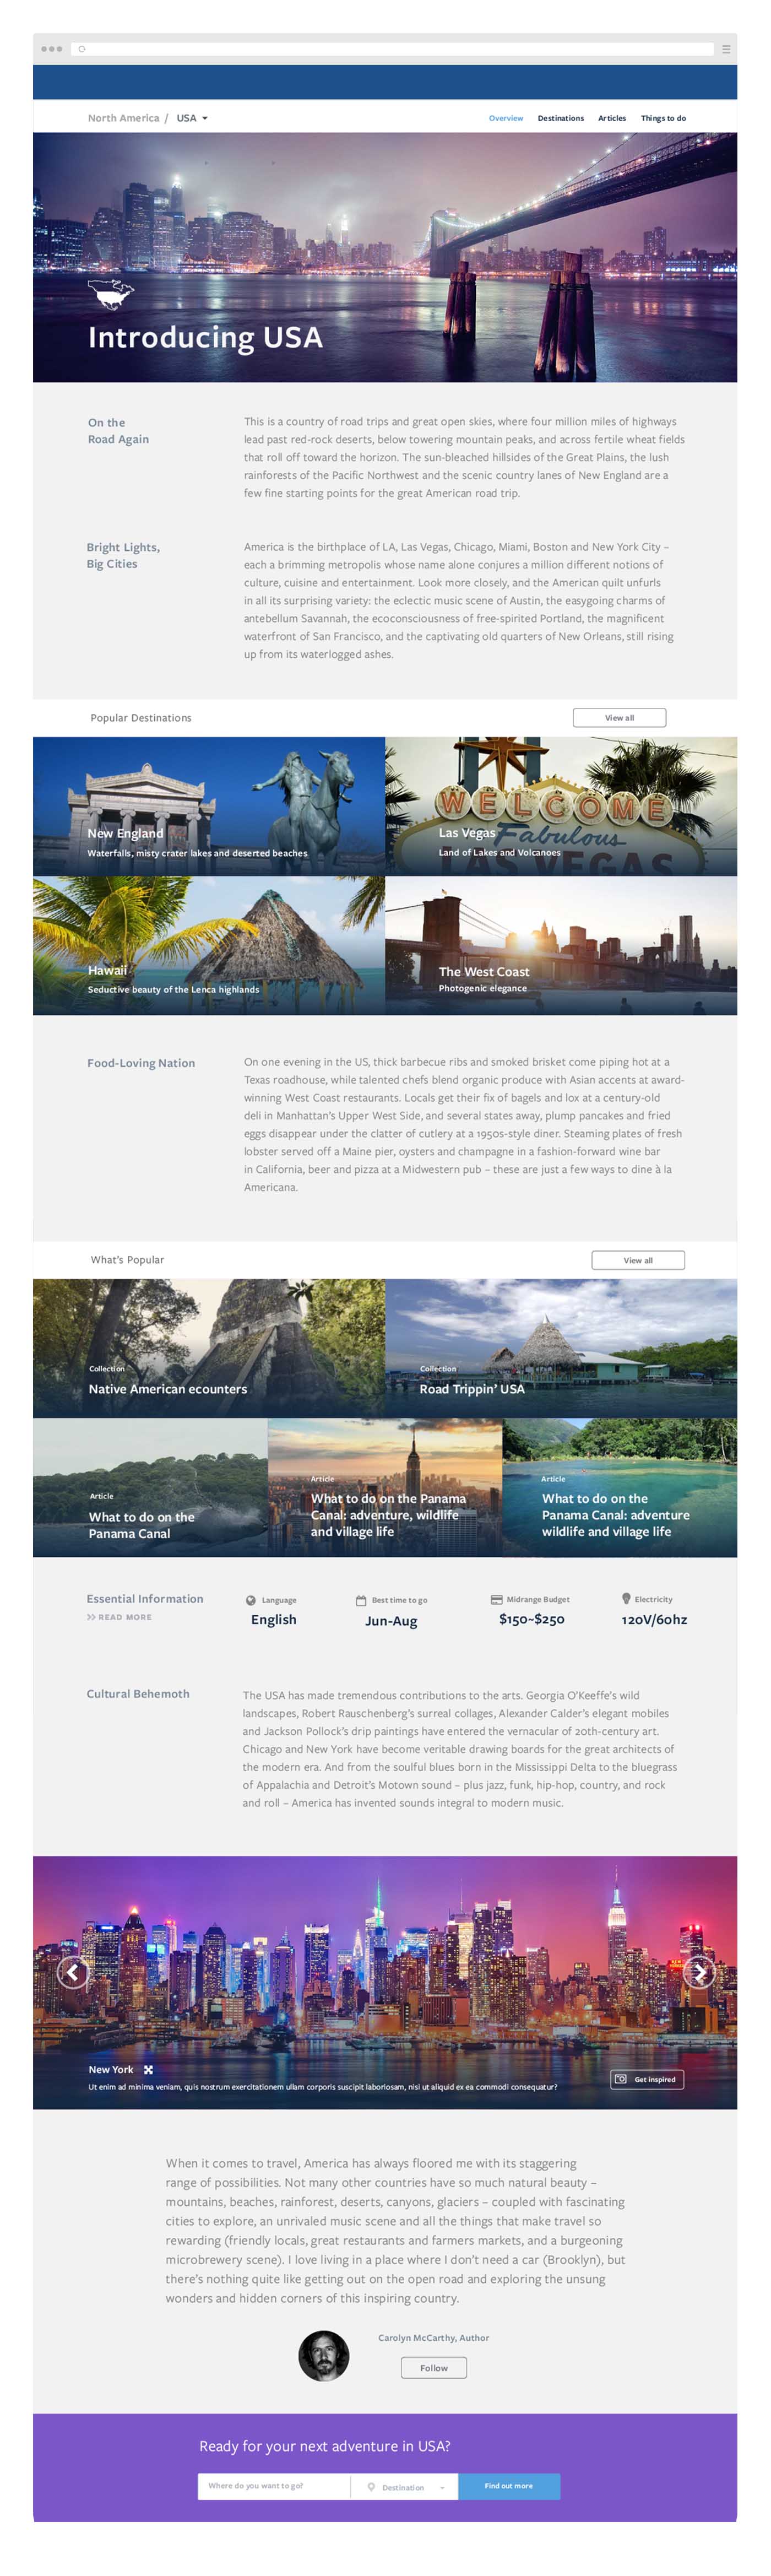 North America / USA
Overview Destinations Articles Things to do
Introducing USA
On the
Road Again
This is a country of road trips and great open skies, where four million miles of highways
lead past red-rock deserts, below towering mountain peaks, and across fertile wheat fields
that roll off toward the horizon. The sun-bleached hillsides of the Great Plains, the lush
rainforests of the Pacific Northwest and the scenic country lanes of New England are a
few fine starting points for the great American road trip.
Bright Lights,
Big Cities
America is the birthplace of LA, Las Vegas, Chicago, Miami, Boston and New York City –
each a brimming metropolis whose name alone conjures a million different notions of
culture, cuisine and entertainment. Look more closely, and the American quilt unfurls
in all its surprising variety: the eclectic music scene of Austin, the easygoing charms of
antebellum Savannah, the ecoconsciousness of free-spirited Portland, the magnificent
waterfront of San Francisco, and the captivating old quarters of New Orleans, still rising
up from its waterlogged ashes.
Popular Destinations
View all
New England
Waterfalls, misty crater lakes and deserted beaches
WELCOME
Fabulous
LAS VEGAS
Las Vegas
Land of Lakes and Volcanoes
Hawaii
Seductive beauty of the Lenca highlands
The West Coast
Photogenic elegance
Food-Loving Nation
On one evening in the US, thick barbecue ribs and smoked brisket come piping hot at a
Texas roadhouse, while talented chefs blend organic produce with Asian accents at award-
winning West Coast restaurants. Locals get their fix of bagels and lox at a century-old
deli in Manhattan's Upper West Side, and several states away, plump pancakes and fried
eggs disappear under the clatter of cutlery at a 1950s-style diner. Steaming plates of fresh
lobster served off a Maine pier, oysters and champagne in a fashion-forward wine bar
in California, beer and pizza at a Midwestern pub – these are just a few ways to dine à la
Americana.
What's Popular
View all
Collection
Native American ecounters
Collection
Road Trippin' USA
Article
What to do on the
Panama Canal
Article
What to do on the Panama
Canal: adventure, wildlife
and village life
Article
What to do on the
Panama Canal: adventure
wildlife and village life
Essential Information
>> READ MORE
Language
English
Best time to go
Jun-Aug
Midrange Budget
$150~$250
Electricity
120V/60hz
Cultural Behemoth
The USA has made tremendous contributions to the arts. Georgia O'Keeffe's wild
landscapes, Robert Rauschenberg's surreal collages, Alexander Calder's elegant mobiles
and Jackson Pollock's drip paintings have entered the vernacular of 20th-century art.
Chicago and New York have become veritable drawing boards for the great architects of
the modern era. And from the soulful blues born in the Mississippi Delta to the bluegrass
of Appalachia and Detroit's Motown sound – plus jazz, funk, hip-hop, country, and rock
and roll – America has invented sounds integral to modern music.
New York
Ut enim ad minima veniam, quis nostrum exercitationem ullam corporis suscipit laboriosam, nisi ut aliquid ex ea commodi consequatur?
Get inspired
When it comes to travel, America has always floored me with its staggering
range of possibilities. Not many other countries have so much natural beauty –
mountains, beaches, rainforest, deserts, canyons, glaciers – coupled with fascinating
cities to explore, an unrivaled music scene and all the things that make travel so
rewarding (friendly locals, great restaurants and farmers markets, and a burgeoning
microbrewery scene). I love living in a place where I don't need a car (Brooklyn), but
there's nothing quite like getting out on the open road and exploring the unsung
wonders and hidden corners of this inspiring country.
Carolyn McCarthy, Author
Follow
Ready for your next adventure in USA?
Where do you want to go?
Destination
Find out more